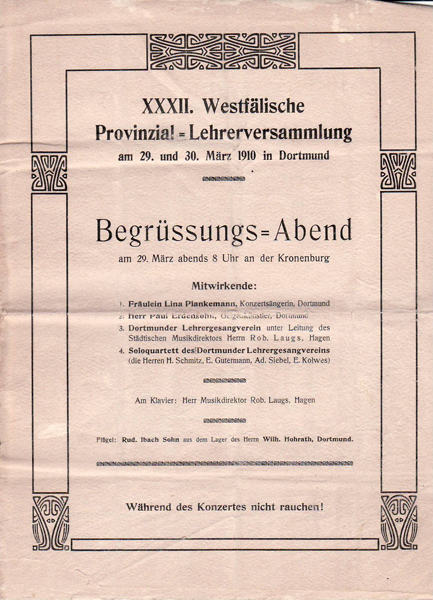 XXXII. Westfälische
Provinzial=Lehrerversammlung
am 29. und 30. März 1910 in Dortmund
Begrüssungs=Abend
am 29. März abends 8 Uhr an der Kronenburg
Mitwirkende:
1. Fräulein Lina Plankemann, Konzertsängerin, Dortmund
2. Herr Paul Dortmund
3. Dortmunder Lehrergesangverein unter Leitung des
Städtischen Musikdirektors Herrn Rob. Laugs, Hagen
4. Soloquartett des Dortmunder Lehrergesangvereins
(die Herren H. Schmitz, E. Gutermann, Ad. Siebel, E. Kolwes)
Am Klavier: Herr Musikdirektor Rob. Laugs, Hagen
Flügel: Rud. Ibach Sohn aus dem Lager des Herrn Wilh. Hohrath, Dortmund.
Während des Konzertes nicht rauchen!